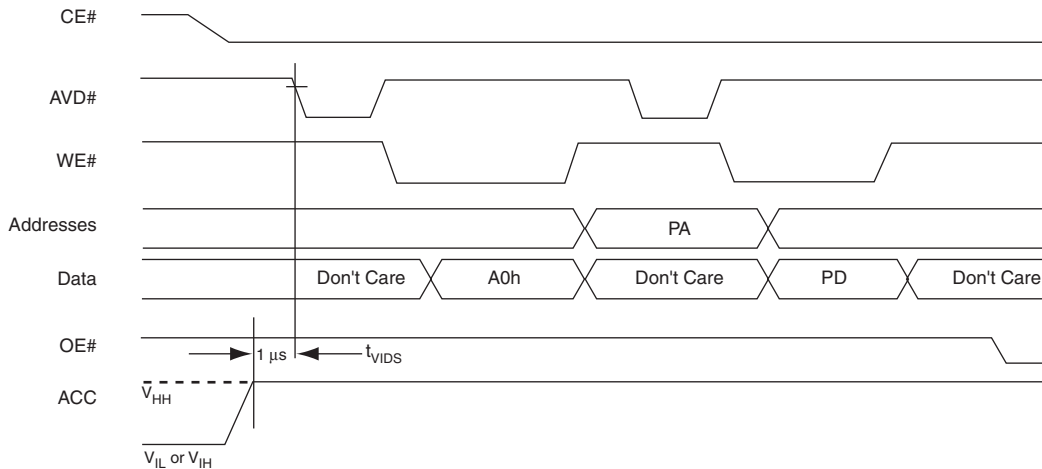 CE#
AVD#
WE#
Addresses
PA
Data
Don't Care
A0h
Don't Care
PD
Don't Care
OE#
1 μs
tVIDS
ACC
VHH
VIL or VIH